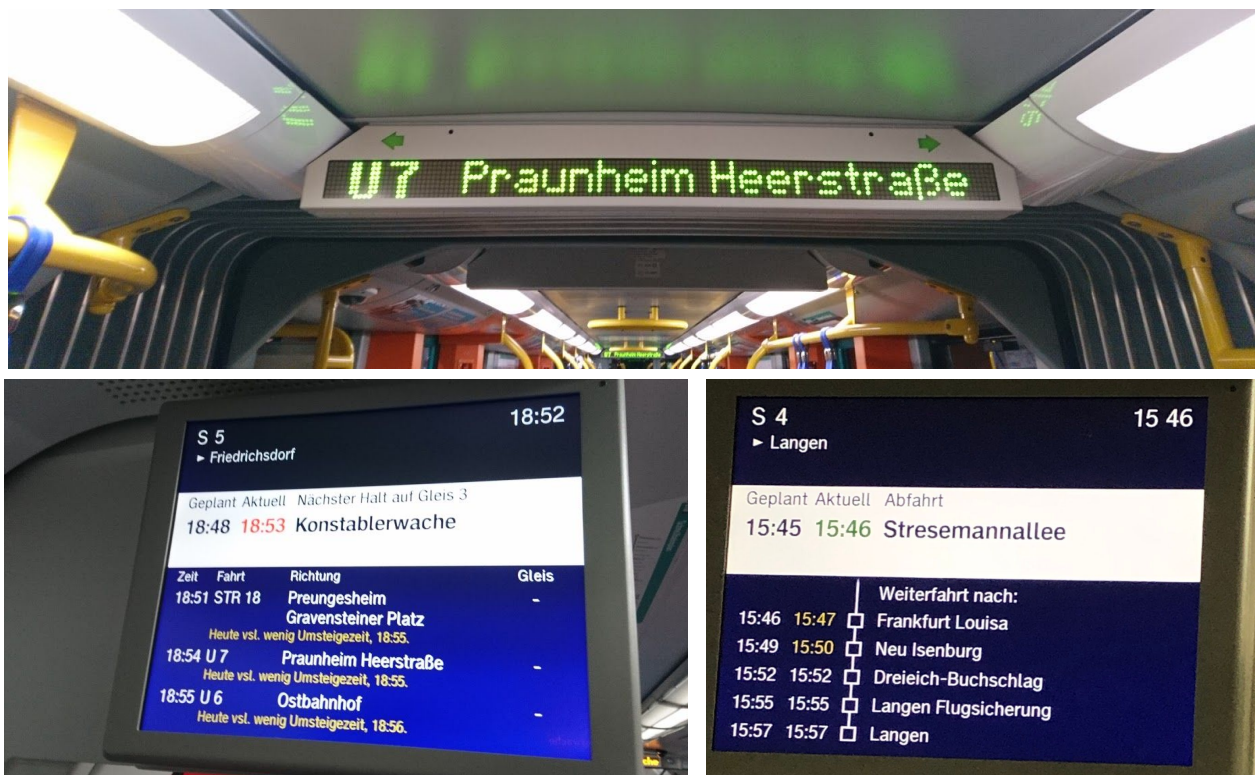 U7 Praunheim Heerstraße
U7 Praunheim Heerstraße
S 5 18:52
► Friedrichsdorf
Geplant Aktuell Nächster Halt auf Gleis 3
18:48 18:53 Konstablerwache
Zeit Fahrt Richtung Gleis
18:51 STR 18 Preungesheim -
Gravensteiner Platz
Heute vsl. wenig Umsteigezeit, 18:55.
18:54 U 7 Praunheim Heerstraße -
Heute vsl. wenig Umsteigezeit, 18:55.
18:55 U 6 Ostbahnhof -
Heute vsl. wenig Umsteigezeit, 18:56.
S 4 15 46
► Langen
Geplant Aktuell Abfahrt
15:45 15:46 Stresemannallee
Weiterfahrt nach:
15:46 15:47 Frankfurt Louisa
15:49 15:50 Neu Isenburg
15:52 15:52 Dreieich-Buchschlag
15:55 15:55 Langen Flugsicherung
15:57 15:57 Langen